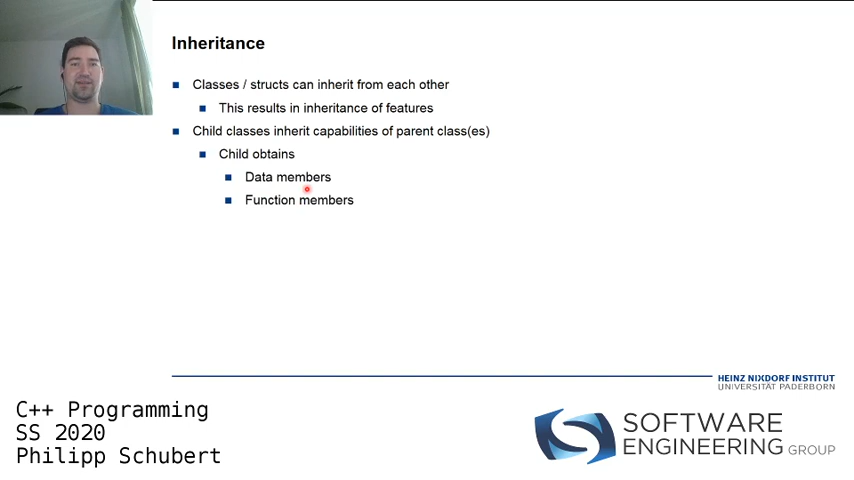 Inheritance
Classes / structs can inherit from each other
This results in inheritance of features
Child classes inherit capabilities of parent class(es)
Child obtains
Data members
Function members
HEINZ NIXDORF INSTITUT
UNIVERSITÄT PADERBORN
C++ Programming
SS 2020
Philipp Schubert
SOFTWARE
ENGINEERING GROUP